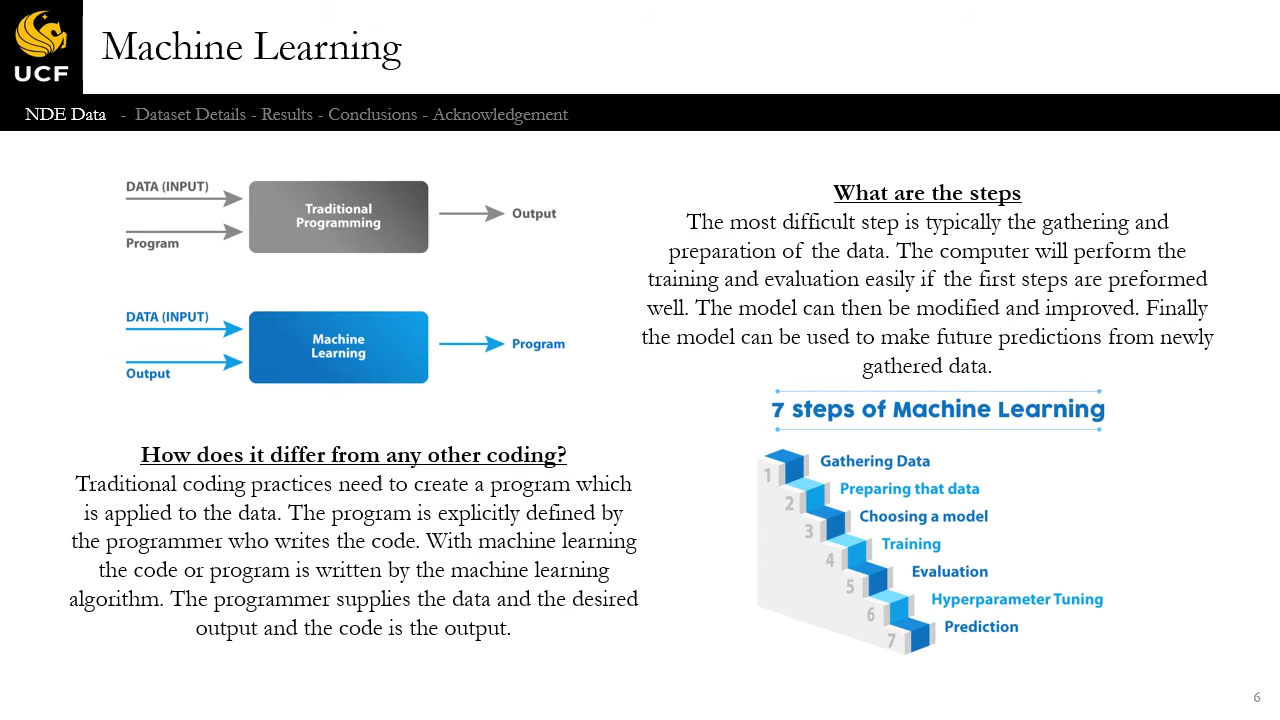 UCF
Machine Learning
NDE Data - Dataset Details - Results - Conclusions - Acknowledgement
DATA (INPUT)
Program
Traditional
Programming
Output
DATA (INPUT)
Output
Machine
Learning
Program
How does it differ from any other coding?
Traditional coding practices need to create a program which
is applied to the data. The program is explicitly defined by
the programmer who writes the code. With machine learning
the code or program is written by the machine learning
algorithm. The programmer supplies the data and the desired
output and the code is the output.
What are the steps
The most difficult step is typically the gathering and
preparation of the data. The computer will perform the
training and evaluation easily if the first steps are preformed
well. The model can then be modified and improved. Finally
the model can be used to make future predictions from newly
gathered data.
7 steps of Machine Learning
1 Gathering Data
2 Preparing that data
3 Choosing a model
4 Training
5 Evaluation
6 Hyperparameter Tuning
7 Prediction
6